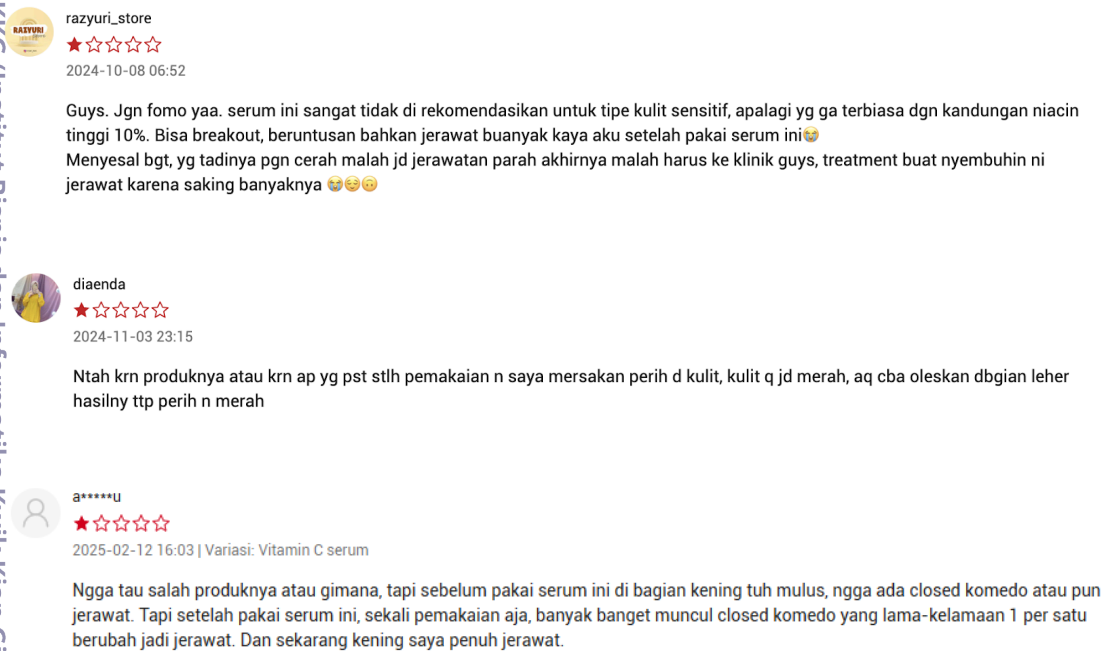 razyuri_store
RAZYURI
2024-10-08 06:52
Guys. Jgn fomo yaa. serum ini sangat tidak di rekomendasikan untuk tipe kulit sensitif, apalagi yg ga terbiasa dgn kandungan niacin
tinggi 10%. Bisa breakout, beruntusan bahkan jerawat buanyak kaya aku setelah pakai serum ini😭
Menyesal bgt, yg tadinya pgn cerah malah jd jerawatan parah akhirnya malah harus ke klinik guys, treatment buat nyembuhin ni
jerawat karena saking banyaknya 😭😌🙃
diaenda
2024-11-03 23:15
Ntah krn produknya atau krn ap yg pst stlh pemakaian n saya mersakan perih d kulit, kulit q jd merah, aq cba oleskan dbgian leher
hasilny ttp perih n merah
a*****u
2025-02-12 16:03 | Variasi: Vitamin C serum
Ngga tau salah produknya atau gimana, tapi sebelum pakai serum ini di bagian kening tuh mulus, ngga ada closed komedo atau pun
jerawat. Tapi setelah pakai serum ini, sekali pemakaian aja, banyak banget muncul closed komedo yang lama-kelamaan 1 per satu
berubah jadi jerawat. Dan sekarang kening saya penuh jerawat.